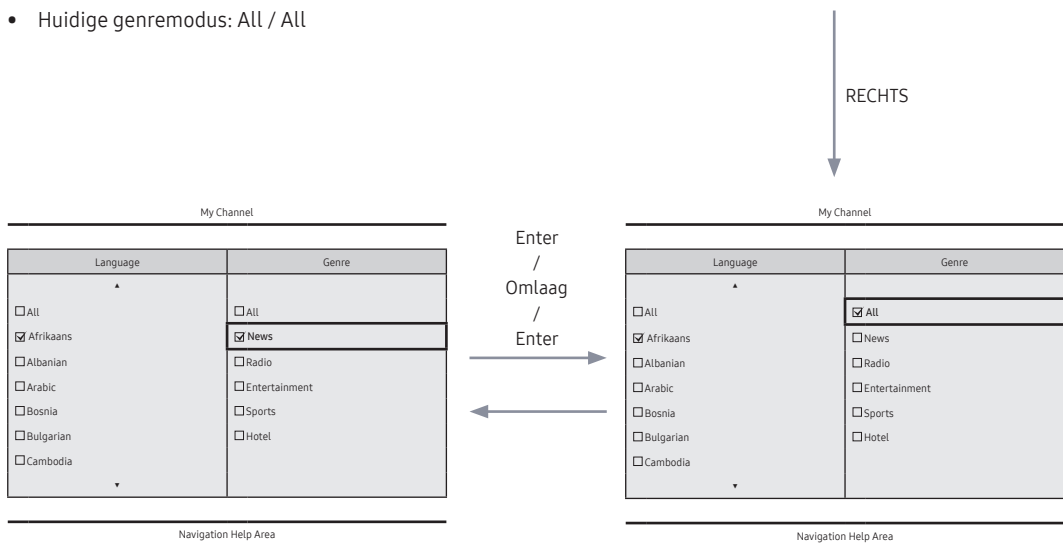 • Huidige genremodus: All / All
RECHTS
My Channel
Language Genre
▲
☐ All ☐ All
☑ Afrikaans ☑ News
☐ Albanian ☐ Radio
☐ Arabic ☐ Entertainment
☐ Bosnia ☐ Sports
☐ Bulgarian ☐ Hotel
☐ Cambodia
▼
Navigation Help Area
Enter
/
Omlaag
/
Enter
My Channel
Language Genre
▲
☐ All ☑ All
☑ Afrikaans ☐ News
☐ Albanian ☐ Radio
☐ Arabic ☐ Entertainment
☐ Bosnia ☐ Sports
☐ Bulgarian ☐ Hotel
☐ Cambodia
▼
Navigation Help Area